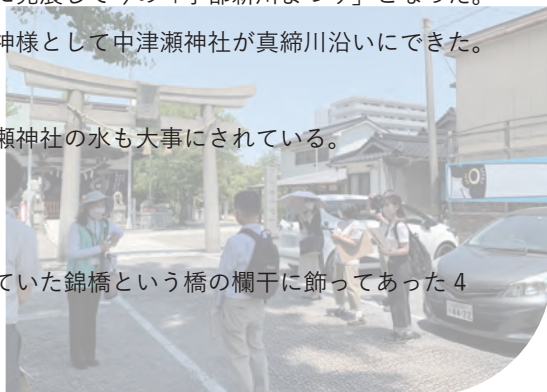 発展して今の「宇部新川まつり」となった。
神様として中津瀬神社が真締川沿いにできた。
瀬神社の水も大事にされている。
ていた錦橋という橋の欄干に飾ってあった 4